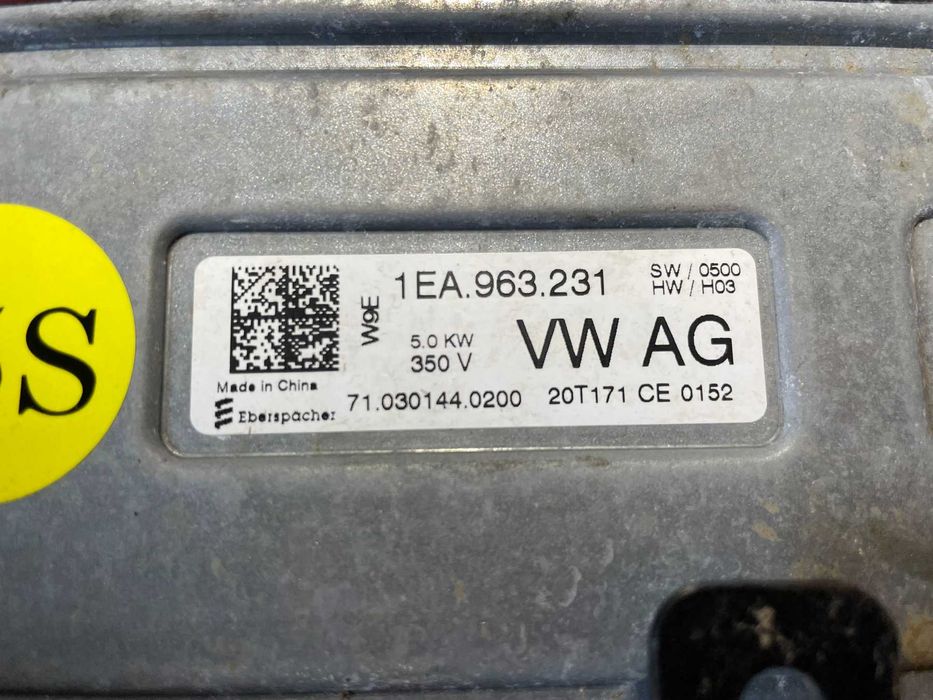 1EA.963.231
SW/0500
HW/H03
W9E
5.0 KW
350 V
VW AG
Made in China
Eberspächer
71.030144.0200
20T171 CE 0152
S